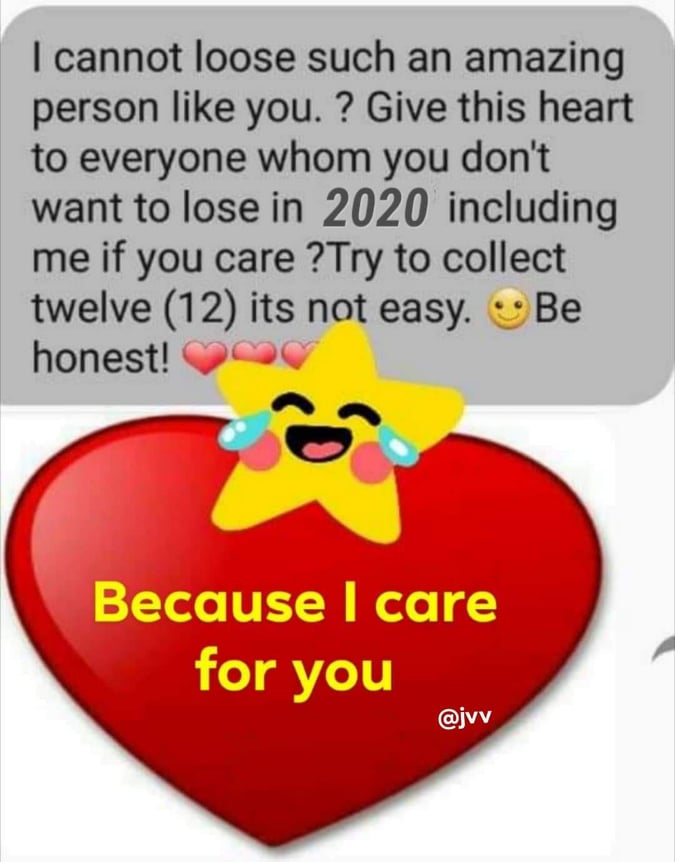 I cannot loose such an amazing
person like you. ? Give this heart
to everyone whom you don't
want to lose in 2020 including
me if you care ?Try to collect
twelve (12) its not easy. 🙂Be
honest! ❤❤❤
Because I care
for you
@jvv